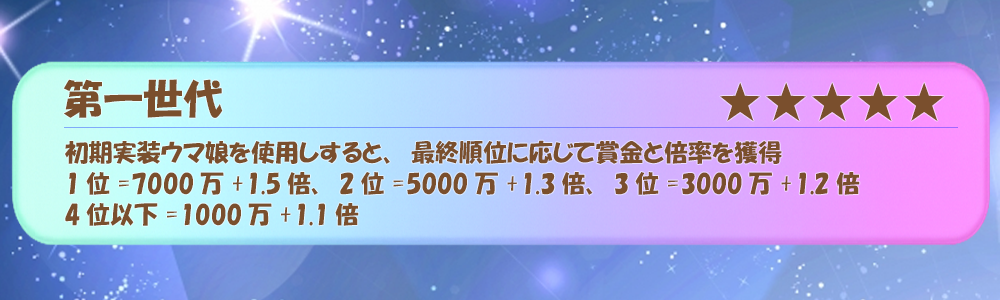 第一世代 ★★★★★
初期実装ウマ娘を使用しすると、最終順位に応じて賞金と倍率を獲得
1位=7000万+1.5倍、2位=5000万+1.3倍、3位=3000万+1.2倍
4位以下=1000万+1.1倍